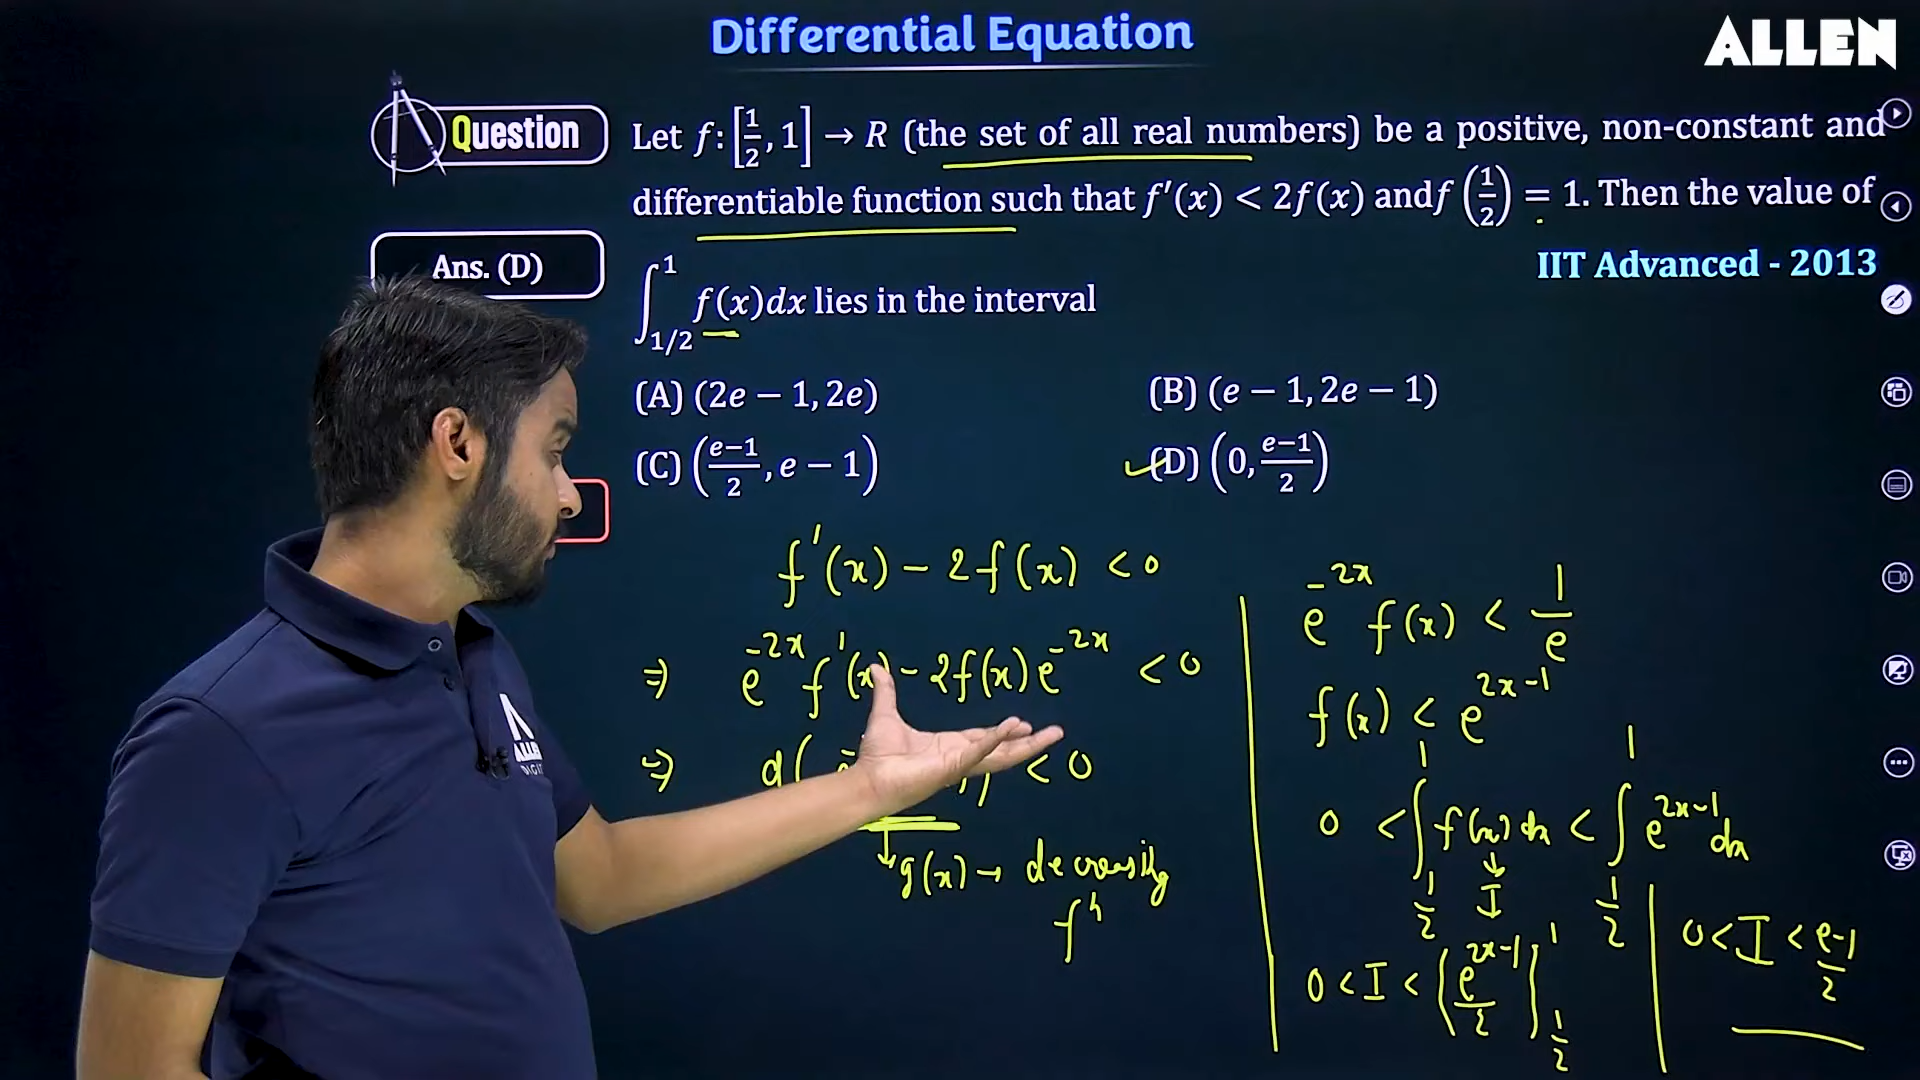 Differential Equation
ALLEN
Question
Let f: [1/2, 1] → R (the set of all real numbers) be a positive, non-constant and
differentiable function such that f′(x) < 2f(x) andf (1/2) = 1. Then the value of
Ans. (D)
∫_{1/2}^{1} f(x)dx lies in the interval
IIT Advanced - 2013
(A) (2e − 1, 2e)
(B) (e − 1, 2e − 1)
(C) ((e−1)/2, e − 1)
(D) (0, (e−1)/2)
f'(x) − 2f(x) < 0
⇒ e^{-2x} f'(x) − 2f(x) e^{-2x} < 0
⇒ d( < 0
↓ g(x) → decreasing
f^n
e^{-2x} f(x) < 1/e
f(x) < e^{2x-1}
0 < ∫_{1/2}^{1} f(x) dx < ∫_{1/2}^{1} e^{2x-1} dx
↓
I
0 < I < (e^{2x-1}/2)_{1/2}^{1}
0 < I < (e-1)/2
ALLEN
DIGIT